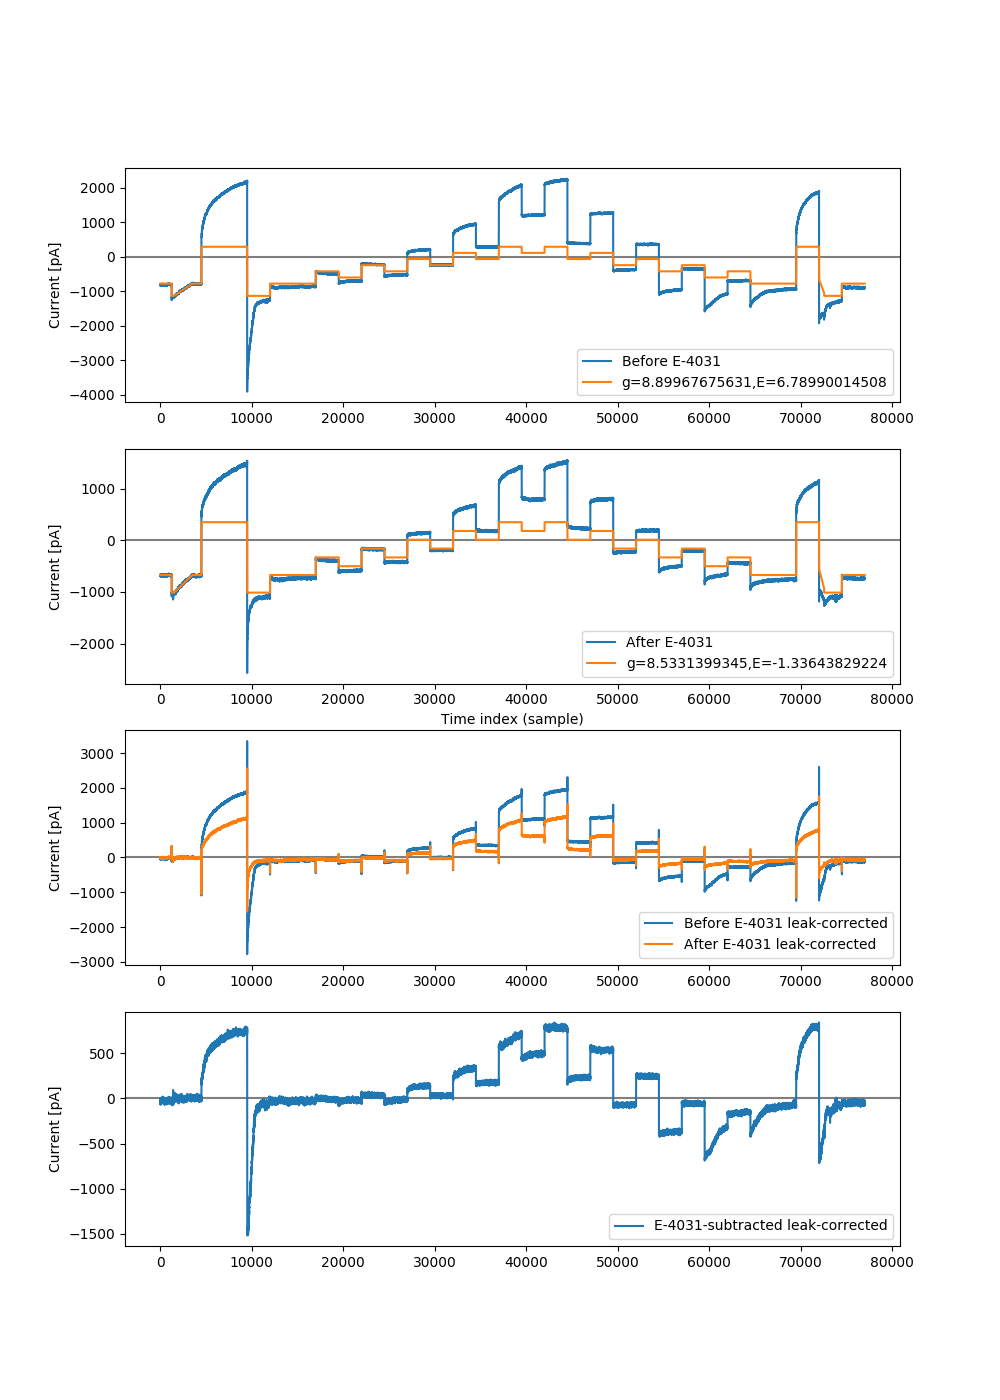 2000
1000
0
−1000
−2000
−3000
−4000
Current [pA]
Before E-4031
g=8.89967675631,E=6.78990014508
0 10000 20000 30000 40000 50000 60000 70000 80000
1000
0
−1000
−2000
Current [pA]
After E-4031
g=8.5331399345,E=-1.33643829224
0 10000 20000 30000 40000 50000 60000 70000 80000
Time index (sample)
3000
2000
1000
0
−1000
−2000
−3000
Current [pA]
Before E-4031 leak-corrected
After E-4031 leak-corrected
0 10000 20000 30000 40000 50000 60000 70000 80000
500
0
−500
−1000
−1500
Current [pA]
E-4031-subtracted leak-corrected
0 10000 20000 30000 40000 50000 60000 70000 80000